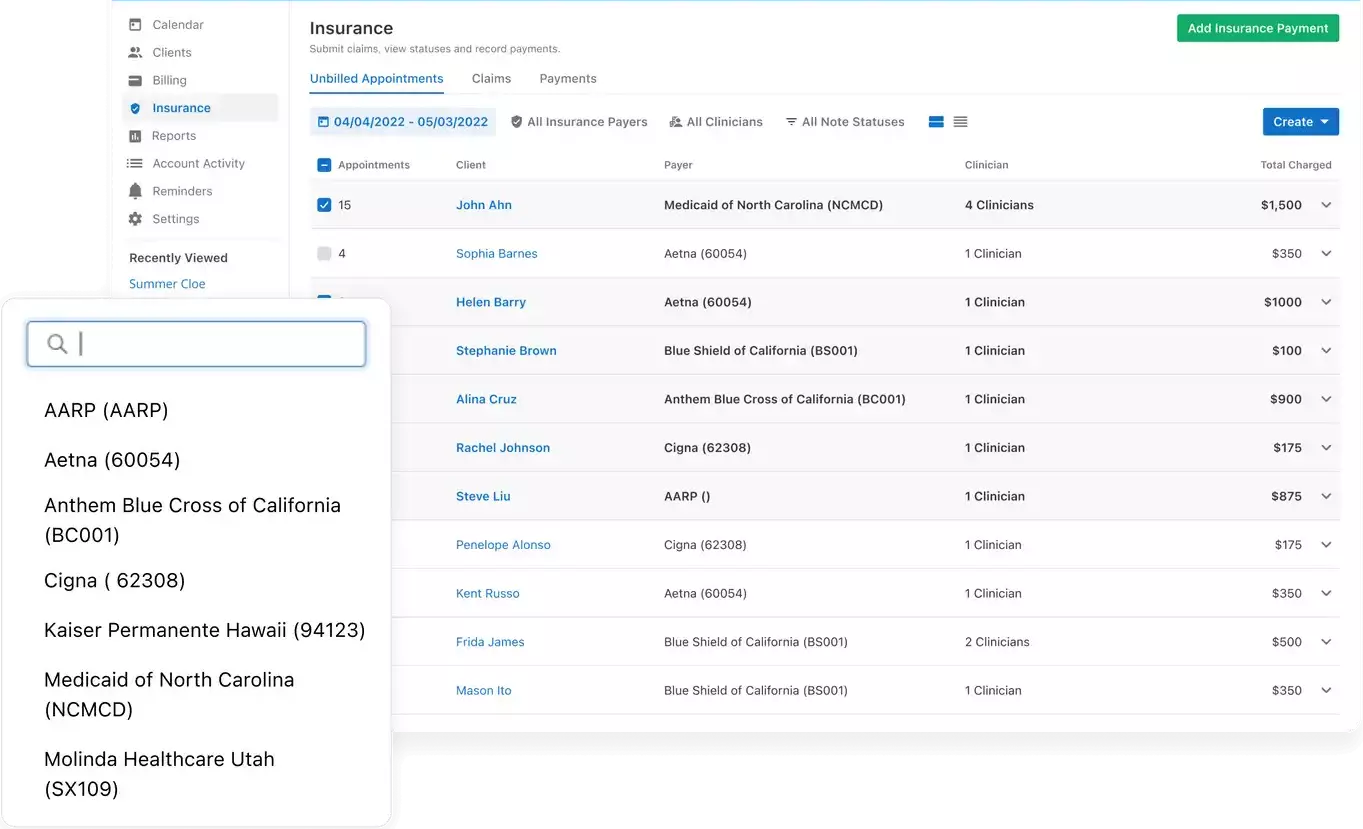 Calendar
Clients
Billing
Insurance
Reports
Account Activity
Reminders
Settings
Recently Viewed
Summer Cloe
Insurance
Submit claims, view statuses and record payments.
Add Insurance Payment
Unbilled Appointments Claims Payments
04/04/2022 - 05/03/2022 All Insurance Payers All Clinicians All Note Statuses Create
Appointments Client Payer Clinician Total Charged
15 John Ahn Medicaid of North Carolina (NCMCD) 4 Clinicians $1,500
4 Sophia Barnes Aetna (60054) 1 Clinician $350
Helen Barry Aetna (60054) 1 Clinician $1000
Stephanie Brown Blue Shield of California (BS001) 1 Clinician $100
Alina Cruz Anthem Blue Cross of California (BC001) 1 Clinician $900
Rachel Johnson Cigna (62308) 1 Clinician $175
Steve Liu AARP () 1 Clinician $875
Penelope Alonso Cigna (62308) 1 Clinician $175
Kent Russo Aetna (60054) 1 Clinician $350
Frida James Blue Shield of California (BS001) 2 Clinicians $500
Mason Ito Blue Shield of California (BS001) 1 Clinician $350
AARP (AARP)
Aetna (60054)
Anthem Blue Cross of California
(BC001)
Cigna ( 62308)
Kaiser Permanente Hawaii (94123)
Medicaid of North Carolina
(NCMCD)
Molinda Healthcare Utah
(SX109)